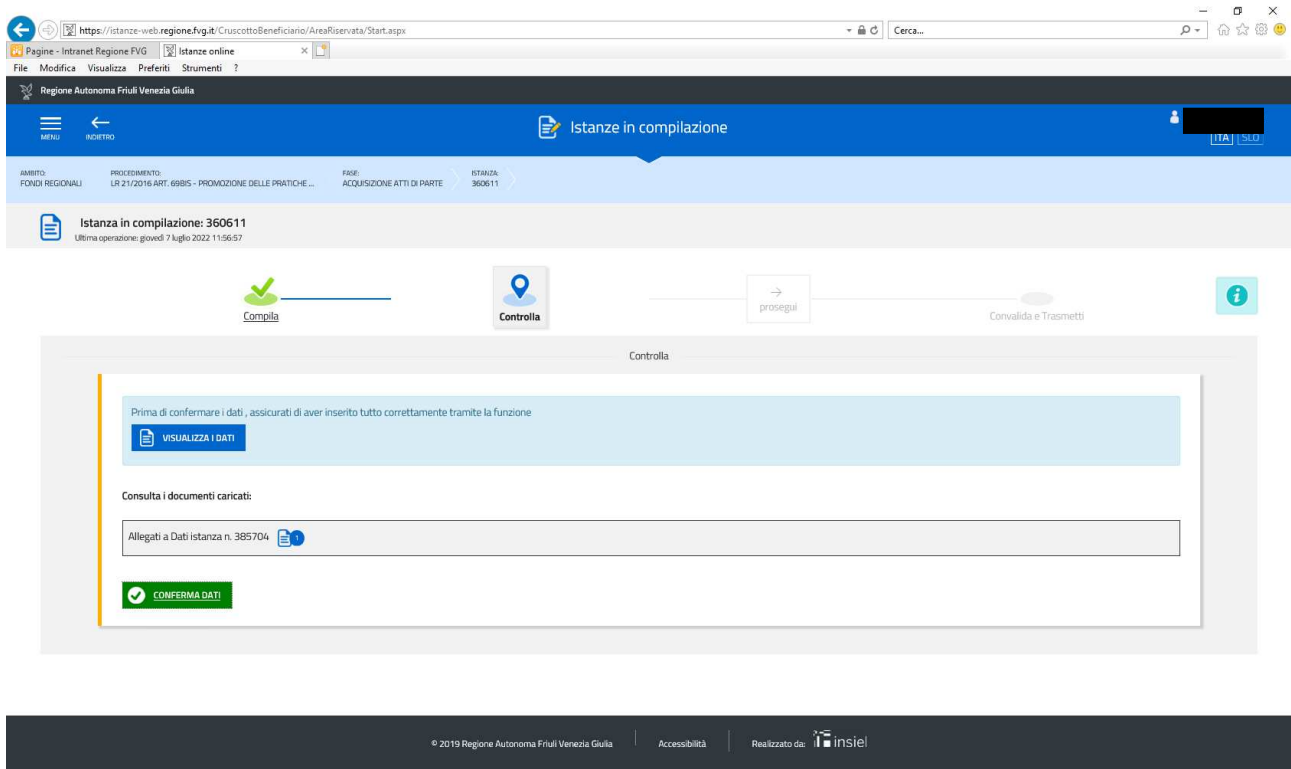 https://istanze-web.regione.fvg.it/CruscottoBeneficiario/AreaRiservata/Start.aspx
Cerca...
Pagine - Intranet Regione FVG
Istanze online
File Modifica Visualizza Preferiti Strumenti ?
Regione Autonoma Friuli Venezia Giulia
MENU
INDIETRO
Istanze in compilazione
ITA SLO
AMBITO: PROCEDIMENTO: FASE: ISTANZA:
FONDI REGIONALI LR 21/2016 ART. 69BIS - PROMOZIONE DELLE PRATICHE ... ACQUISIZIONE ATTI DI PARTE 360611
Istanza in compilazione: 360611
Ultima operazione: giovedì 7 luglio 2022 11:56:57
Compila
Controlla
prosegui
Convalida e Trasmetti
Controlla
Prima di confermare i dati , assicurati di aver inserito tutto correttamente tramite la funzione
VISUALIZZA I DATI
Consulta i documenti caricati:
Allegati a Dati istanza n. 385704 1
CONFERMA DATI
© 2019 Regione Autonoma Friuli Venezia Giulia Accessibilità Realizzato da: insiel